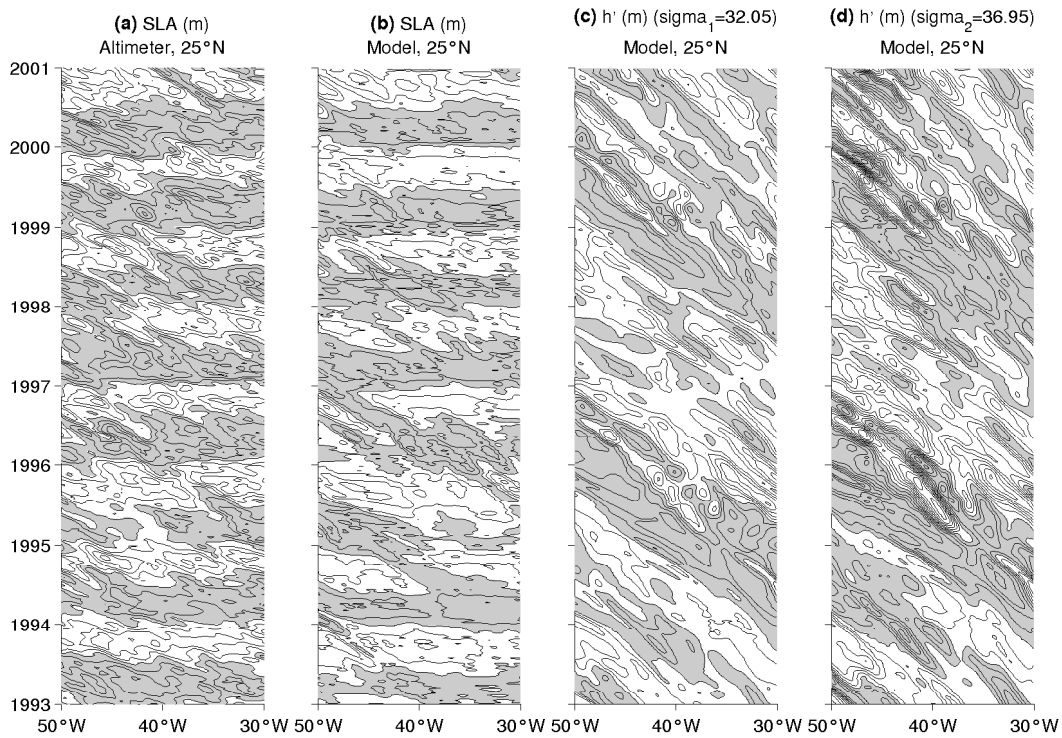 (a) SLA (m)
Altimeter, 25°N
(b) SLA (m)
Model, 25°N
(c) h' (m) (sigma1=32.05)
Model, 25°N
(d) h' (m) (sigma2=36.95)
Model, 25°N
2001
2000
1999
1998
1997
1996
1995
1994
1993
50°W 40°W 30°W
50°W 40°W 30°W
50°W 40°W 30°W
50°W 40°W 30°W